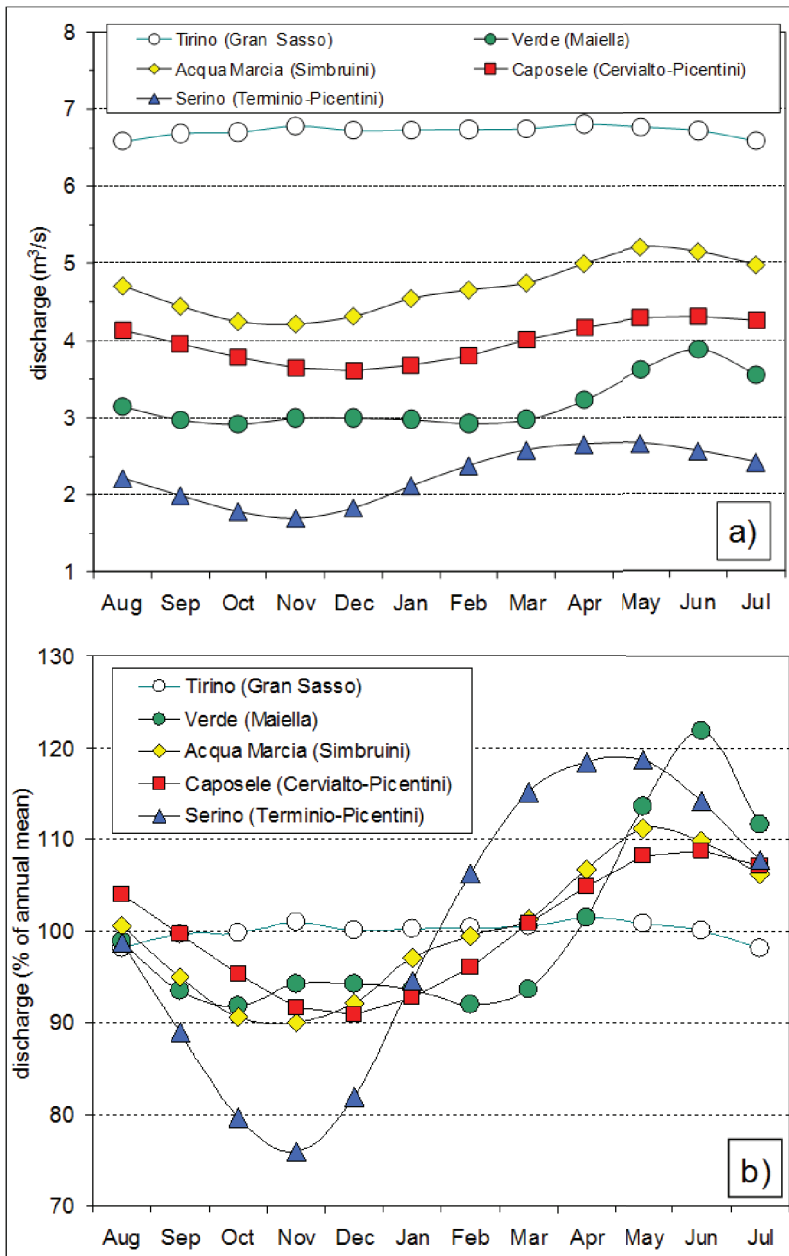 Tirino (Gran Sasso) Verde (Maiella)
Acqua Marcia (Simbruini) Caposele (Cervialto-Picentini)
Serino (Terminio-Picentini)
discharge (m³/s)
8
7
6
5
4
3
2
1
a)
Aug Sep Oct Nov Dec Jan Feb Mar Apr May Jun Jul
Tirino (Gran Sasso)
Verde (Maiella)
Acqua Marcia (Simbruini)
Caposele (Cervialto-Picentini)
Serino (Terminio-Picentini)
discharge (% of annual mean)
130
120
110
100
90
80
70
b)
Aug Sep Oct Nov Dec Jan Feb Mar Apr May Jun Jul